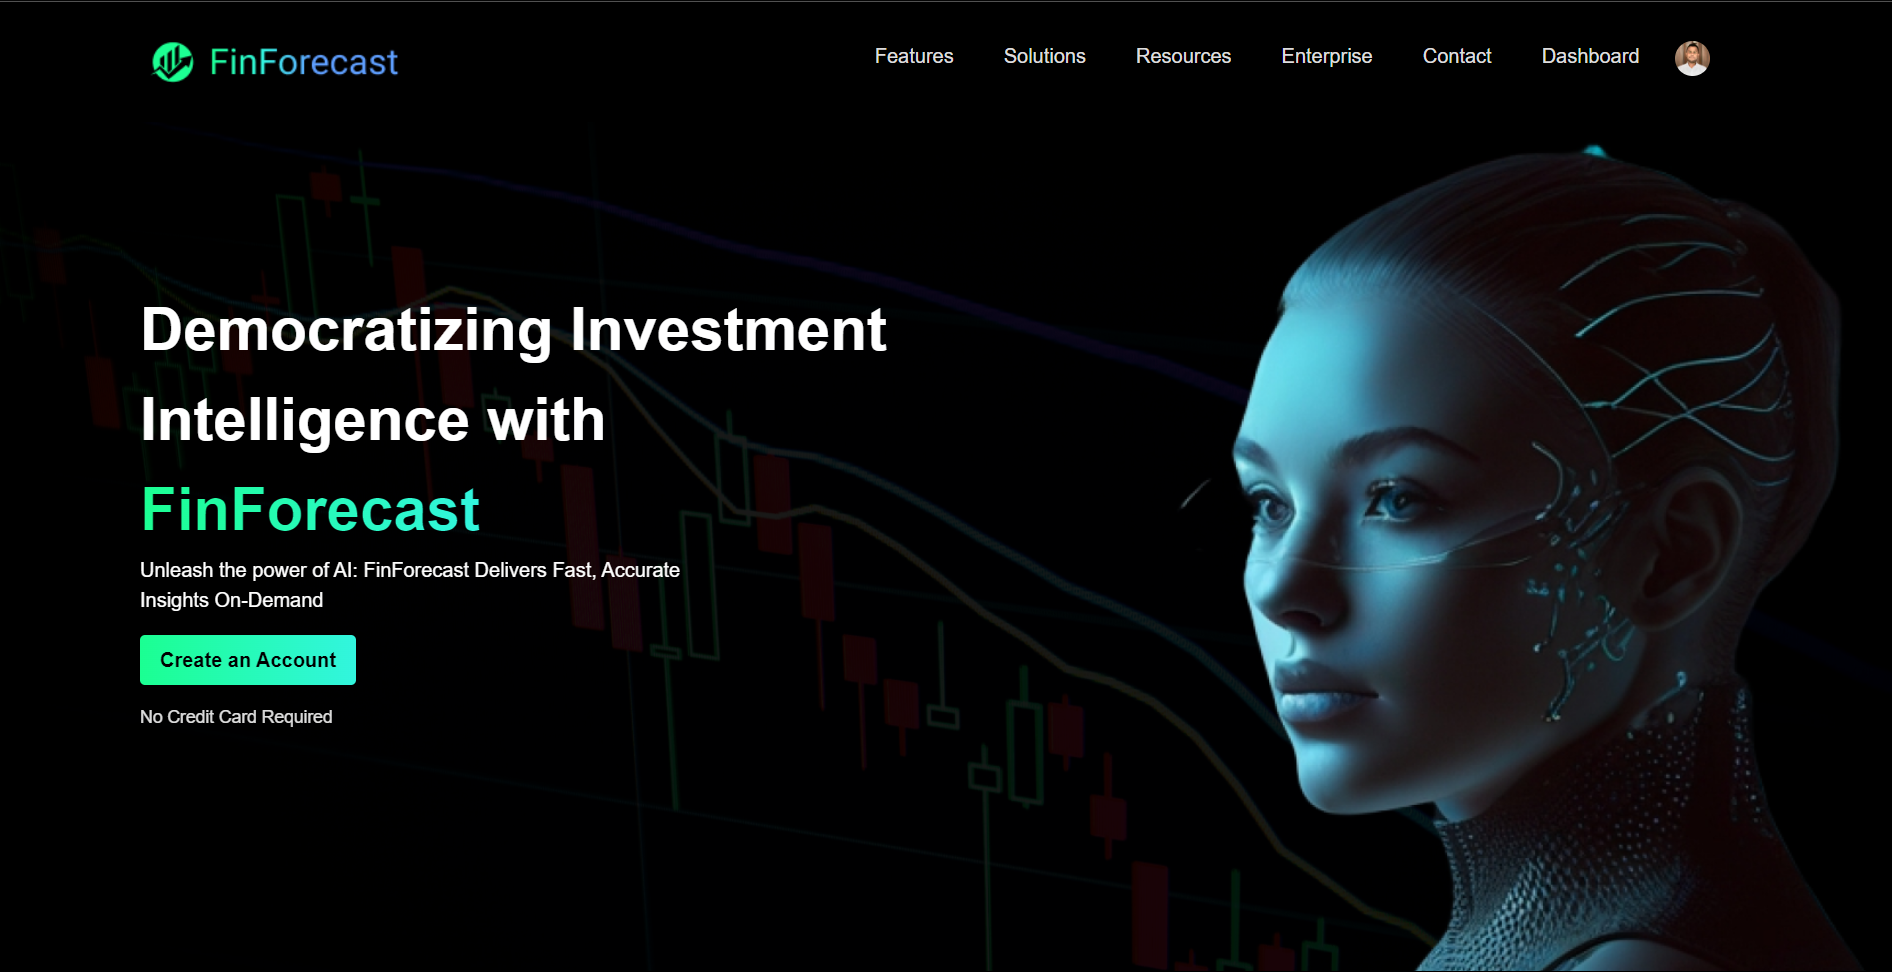 FinForecast
Features Solutions Resources Enterprise Contact Dashboard
Democratizing Investment
Intelligence with
FinForecast
Unleash the power of AI: FinForecast Delivers Fast, Accurate
Insights On-Demand
Create an Account
No Credit Card Required